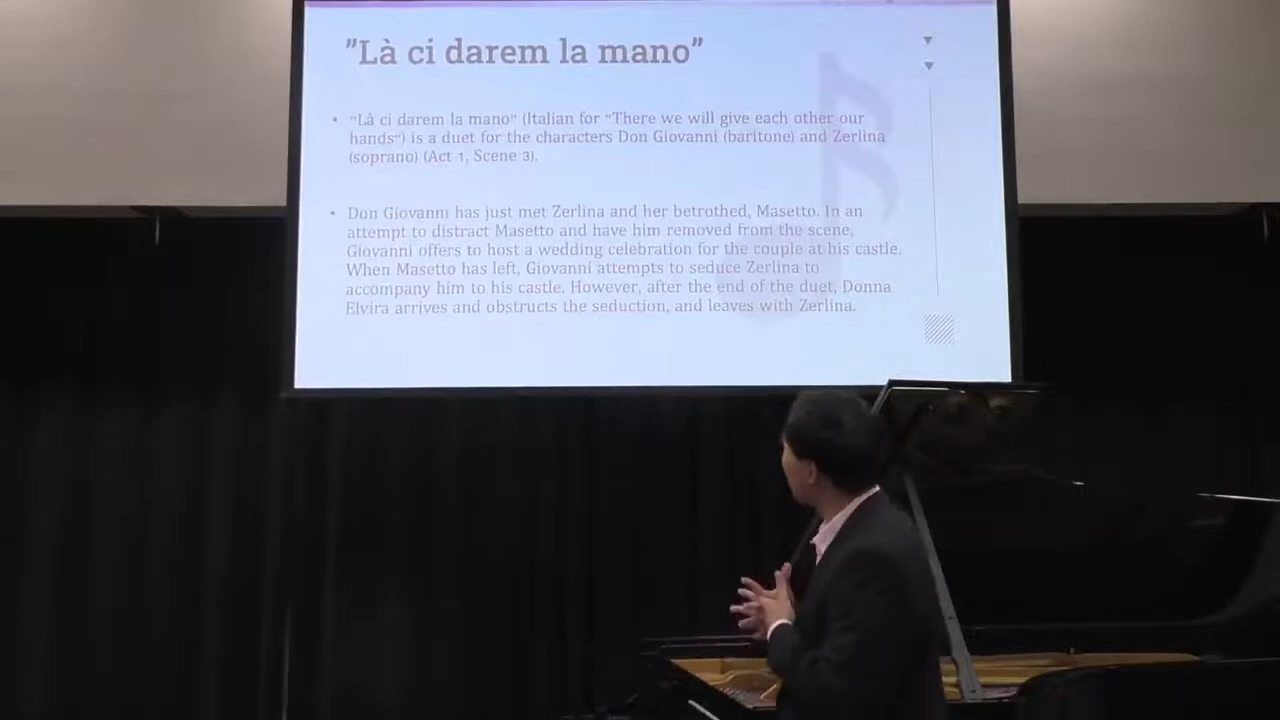 "Là ci darem la mano"
• "Là ci darem la mano" (Italian for "There we will give each other our
hands") is a duet for the characters Don Giovanni (baritone) and Zerlina
(soprano) (Act 1, Scene 3).
• Don Giovanni has just met Zerlina and her betrothed, Masetto. In an
attempt to distract Masetto and have him removed from the scene,
Giovanni offers to host a wedding celebration for the couple at his castle.
When Masetto has left, Giovanni attempts to seduce Zerlina to
accompany him to his castle. However, after the end of the duet, Donna
Elvira arrives and obstructs the seduction, and leaves with Zerlina.